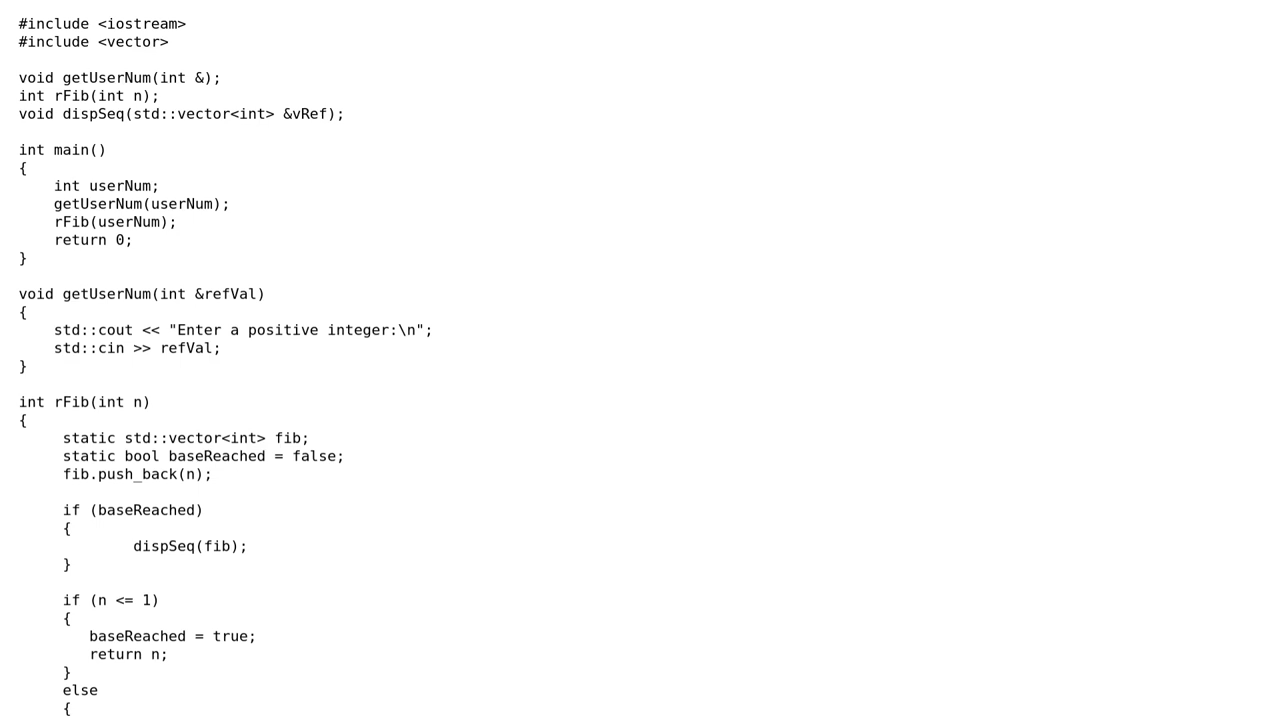 #include <iostream>
#include <vector>

void getUserNum(int &);
int rFib(int n);
void dispSeq(std::vector<int> &vRef);

int main()
{
    int userNum;
    getUserNum(userNum);
    rFib(userNum);
    return 0;
}

void getUserNum(int &refVal)
{
    std::cout << "Enter a positive integer:\n";
    std::cin >> refVal;
}

int rFib(int n)
{
     static std::vector<int> fib;
     static bool baseReached = false;
     fib.push_back(n);

     if (baseReached)
     {
             dispSeq(fib);
     }

     if (n <= 1)
     {
        baseReached = true;
        return n;
     }
     else
     {